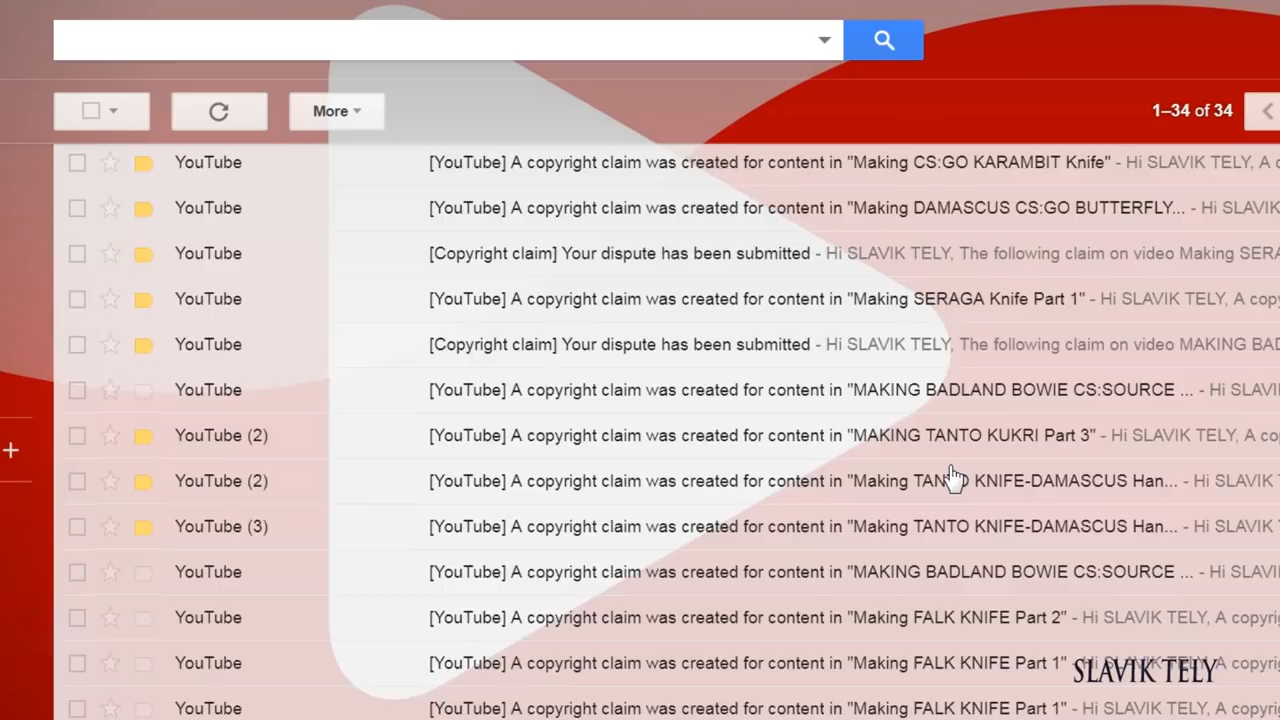 More
1–34 of 34
YouTube [YouTube] A copyright claim was created for content in "Making CS:GO KARAMBIT Knife" - Hi SLAVIK TELY, A c
YouTube [YouTube] A copyright claim was created for content in "Making DAMASCUS CS:GO BUTTERFLY... - Hi SLAVIK
YouTube [Copyright claim] Your dispute has been submitted - Hi SLAVIK TELY, The following claim on video Making SERA
YouTube [YouTube] A copyright claim was created for content in "Making SERAGA Knife Part 1" - Hi SLAVIK TELY, A copy
YouTube [Copyright claim] Your dispute has been submitted - Hi SLAVIK TELY, The following claim on video MAKING BAD
YouTube [YouTube] A copyright claim was created for content in "MAKING BADLAND BOWIE CS:SOURCE ... - Hi SLAVI
YouTube (2) [YouTube] A copyright claim was created for content in "MAKING TANTO KUKRI Part 3" - Hi SLAVIK TELY, A co
YouTube (2) [YouTube] A copyright claim was created for content in "Making TANTO KNIFE-DAMASCUS Han... - Hi SLAVIK
YouTube (3) [YouTube] A copyright claim was created for content in "Making TANTO KNIFE-DAMASCUS Han... - Hi SLAVIK
YouTube [YouTube] A copyright claim was created for content in "MAKING BADLAND BOWIE CS:SOURCE ... - Hi SLAVI
YouTube [YouTube] A copyright claim was created for content in "Making FALK KNIFE Part 2" - Hi SLAVIK TELY, A copyri
YouTube [YouTube] A copyright claim was created for content in "Making FALK KNIFE Part 1" - Hi SLAVIK TELY, A copyri
SLAVIK TELY
YouTube [YouTube] A copyright claim was created for content in "Making FALK KNIFE Part 1" - Hi SLAVIK TELY, A copyri